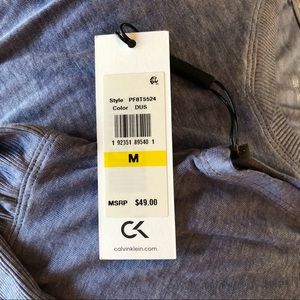 Style PF8T5524
Color DUS
1 92351 89540 1
M
MSRP $49.00
CK
calvinklein.com